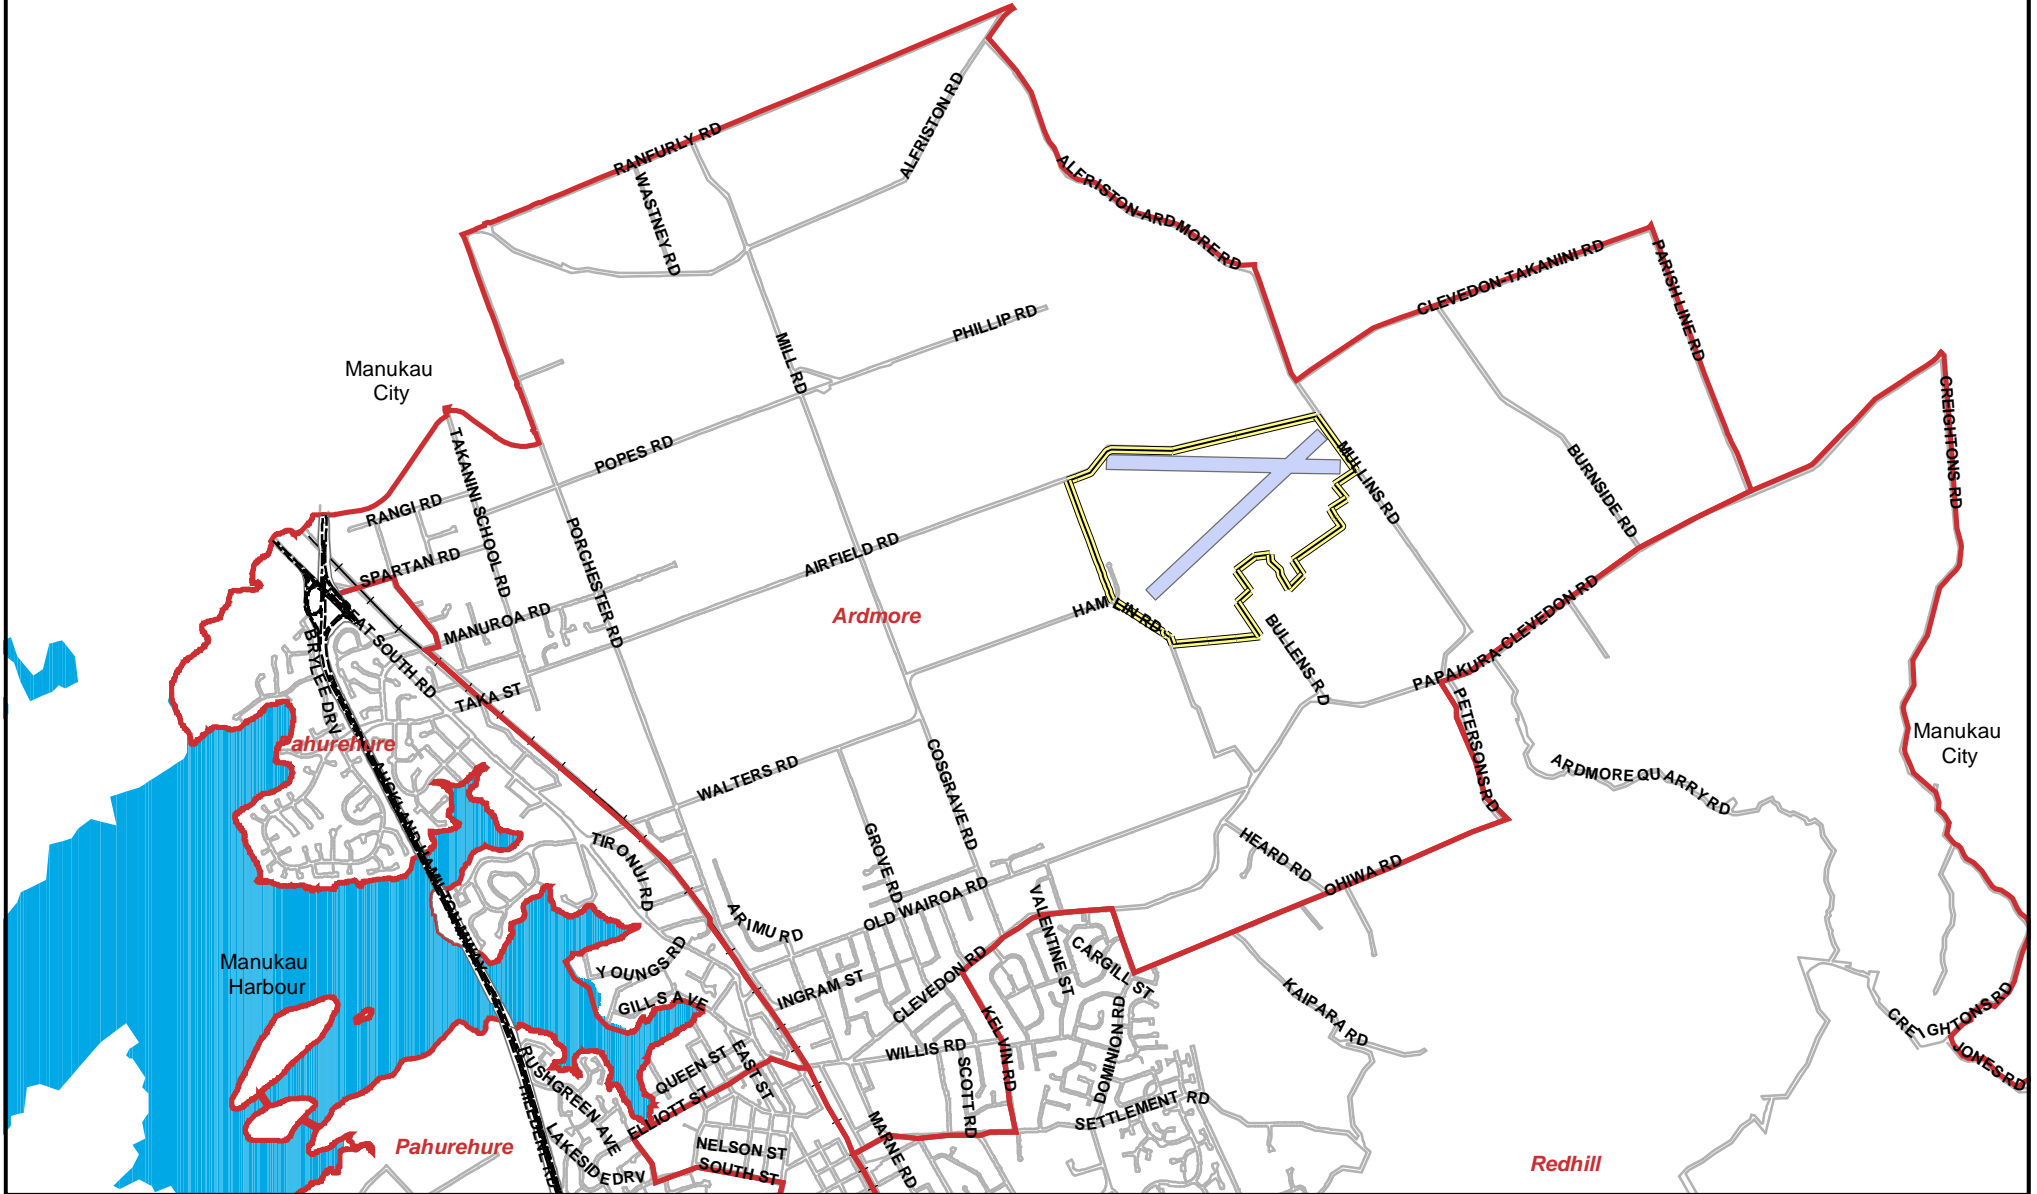 RANFURLY RD
ALFRISTON RD
WASTNEY RD
ALFRISTON-ARDMORE RD
CLEVEDON-TAKANINI RD
PARISH LINE RD
PHILLIP RD
MILL RD
Manukau
City
CREIGHTONS RD
TAKANINI SCHOOL RD
POPES RD
MULLINS RD
BURNSIDE RD
RANGI RD
PORCHESTER RD
SPARTAN RD
AIRFIELD RD
MANUROA RD
Ardmore
HAMLIN RD
BULLENS RD
PAPAKURA-CLEVEDON RD
BRYLEE DRV
SOUTH RD
TAKA ST
PETERSONS RD
Manukau
City
ahurehure
AUCKLAND-HAMILTON MWAY
WALTERS RD
COSGRAVE RD
ARDMORE QUARRY RD
TIRONUI RD
GROVE RD
HEARD RD
OHIWA RD
ARIMU RD
OLD WAIROA RD
VALENTINE ST
CARGILL ST
Manukau
Harbour
YOUNGS RD
GILLS AVE
INGRAM ST
CLEVEDON RD
KELVIN RD
DOMINION RD
KAIPARA RD
CREIGHTONS RD
JONES RD
RUSHGREEN AVE
QUEEN ST
EAST ST
WILLIS RD
SCOTT RD
ELLIOTT ST
SETTLEMENT RD
MARNE RD
LAKESIDE DRV
NELSON ST
SOUTH ST
Pahurehure
Redhill